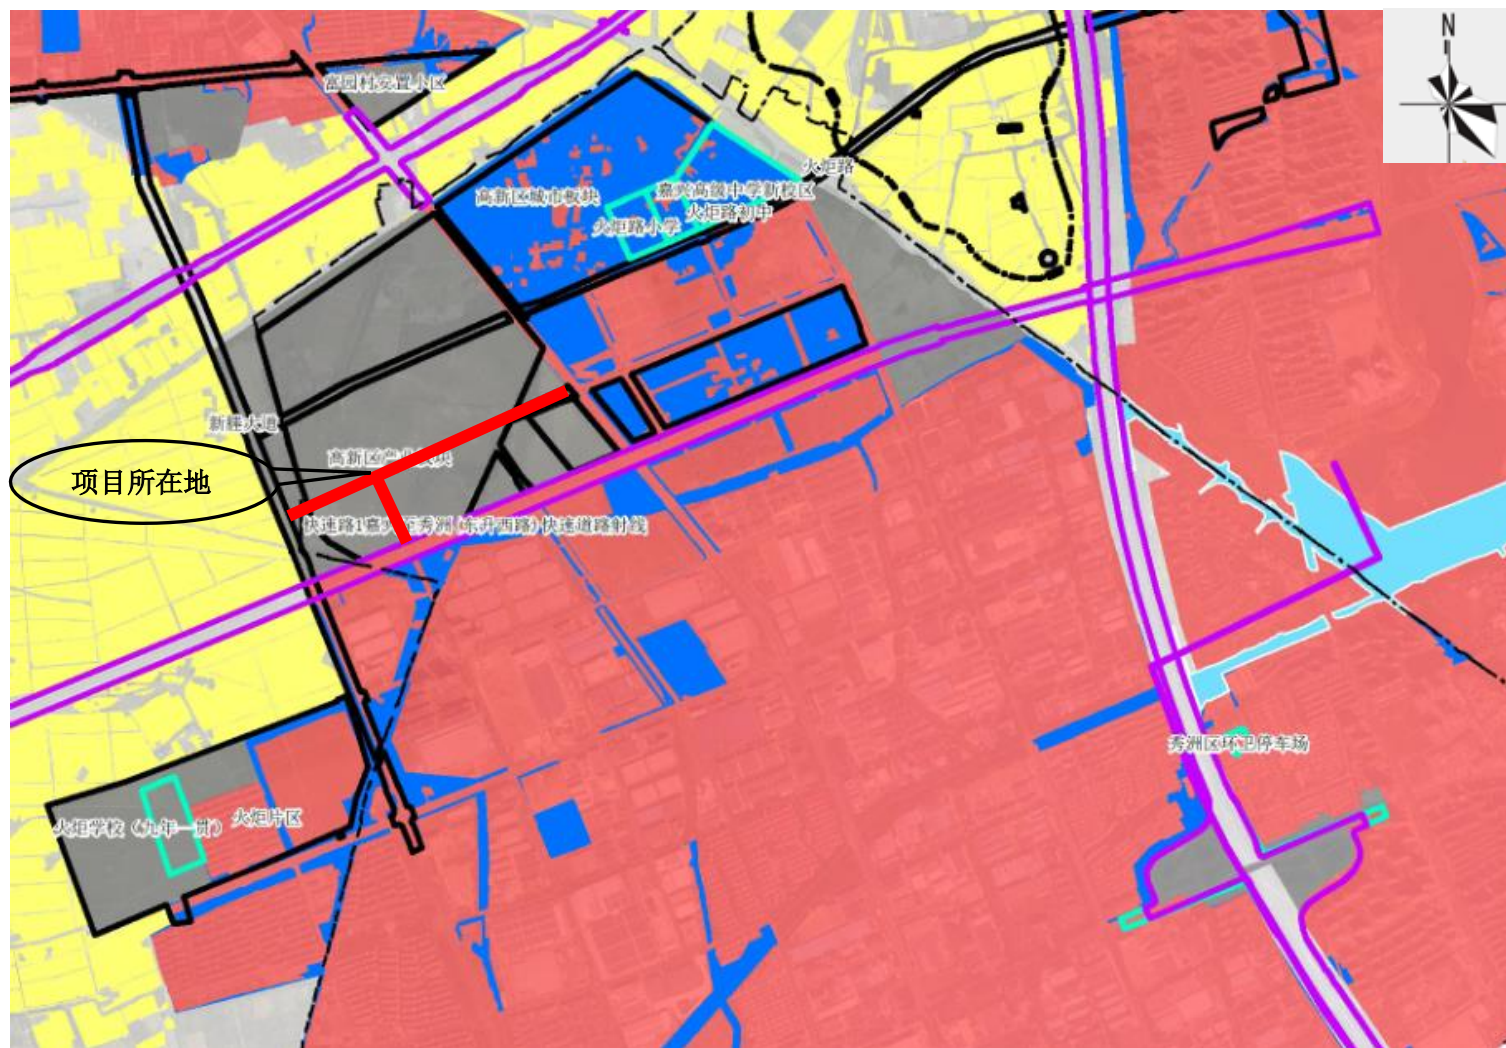 N
富园村安置小区
火炬路
高新区城市板块
嘉兴高级中学新校区
火炬路初中
火炬路小学
新塍大道
项目所在地
快速路1嘉兴至秀洲（东升西路）快速道路射线
秀洲区环卫停车场
火炬学校（九年一贯）
火炬片区